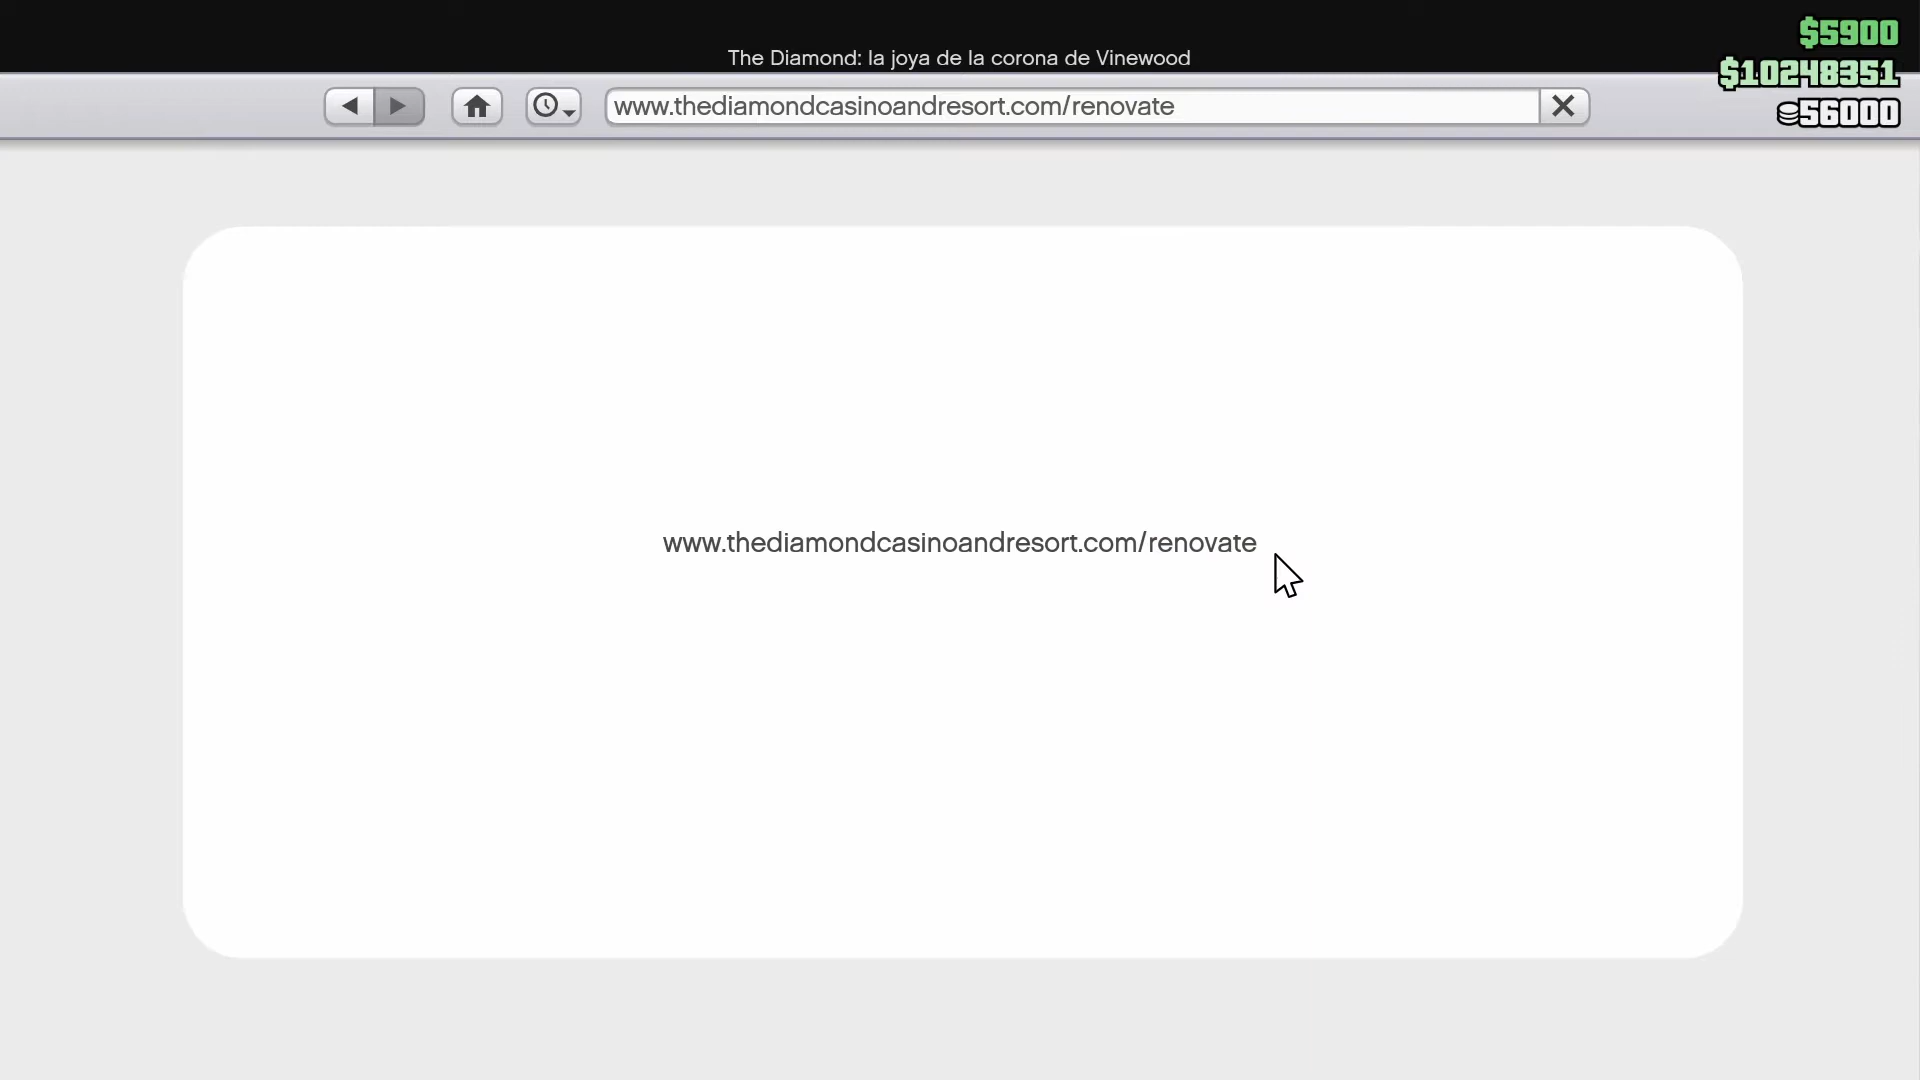 $5900
The Diamond: la joya de la corona de Vinewood
$10248351
www.thediamondcasinoandresort.com/renovate
56000
www.thediamondcasinoandresort.com/renovate